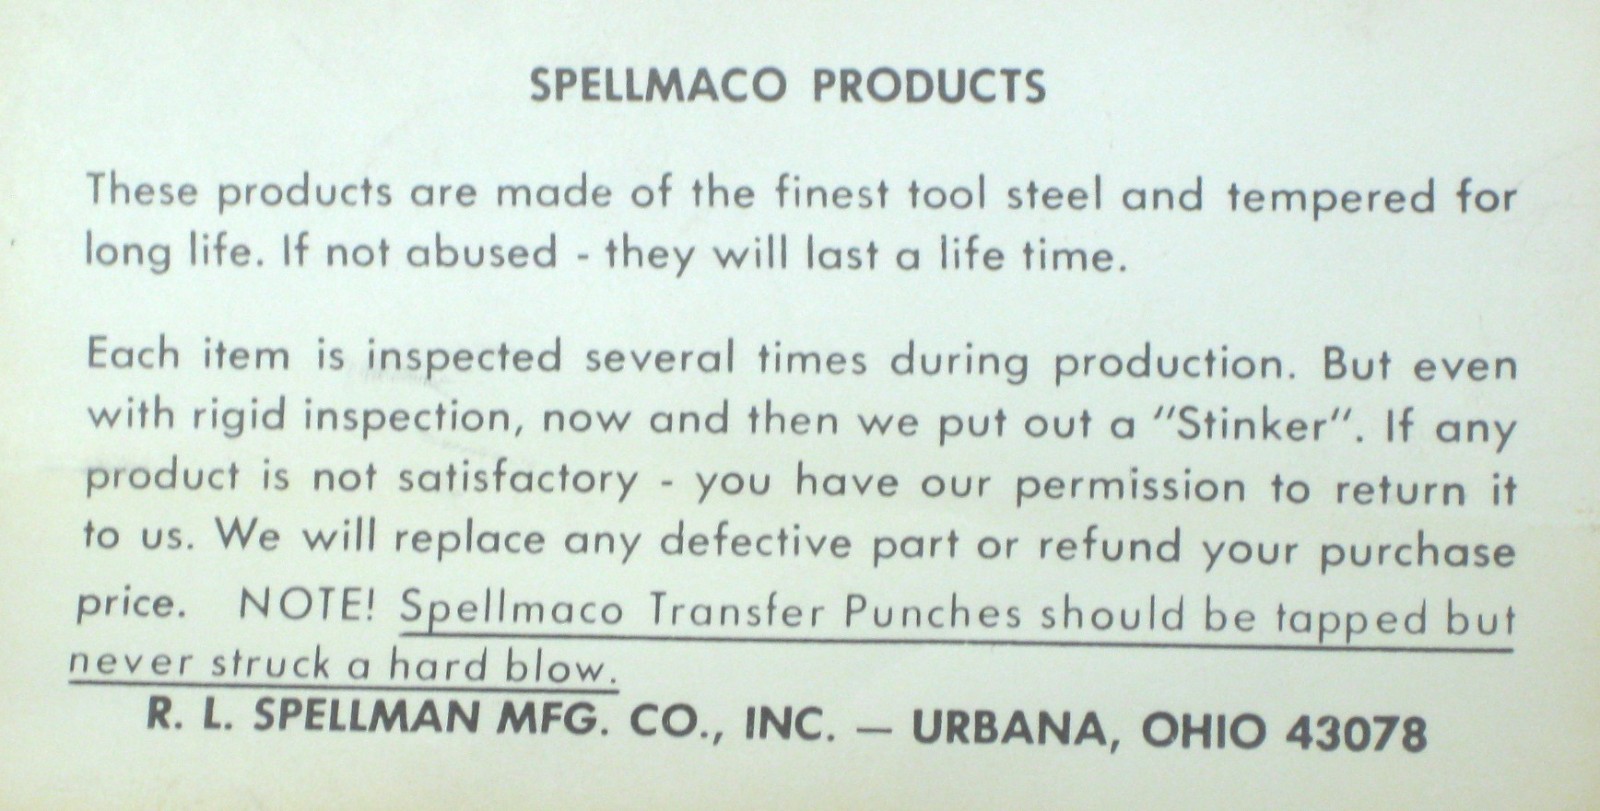 SPELLMACO PRODUCTS
These products are made of the finest tool steel and tempered for
long life. If not abused - they will last a life time.
Each item is inspected several times during production. But even
with rigid inspection, now and then we put out a "Stinker". If any
product is not satisfactory - you have our permission to return it
to us. We will replace any defective part or refund your purchase
price. NOTE! Spellmaco Transfer Punches should be tapped but
never struck a hard blow.
R. L. SPELLMAN MFG. CO., INC. — URBANA, OHIO 43078